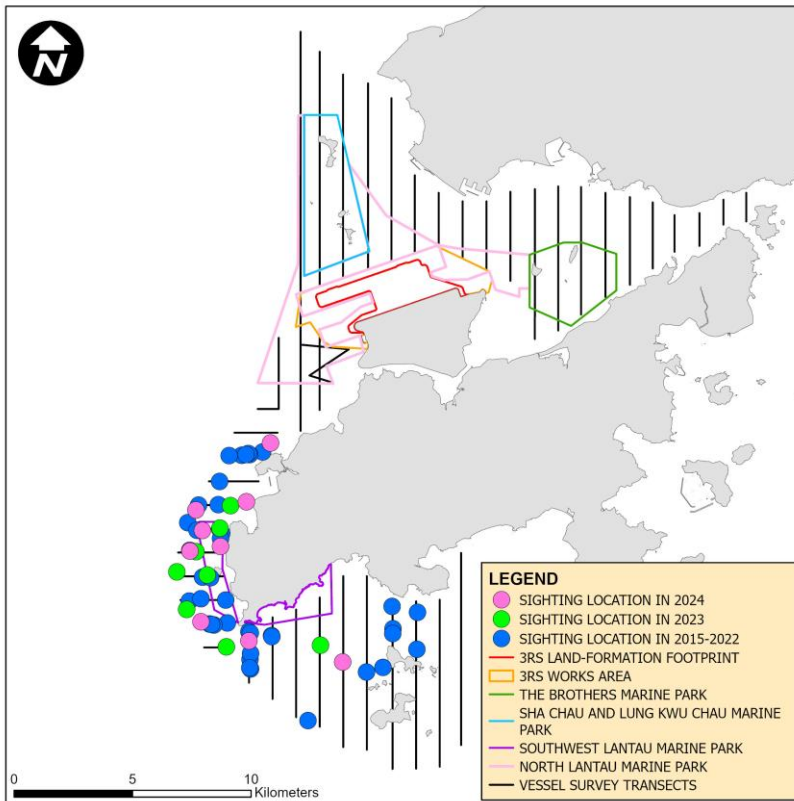 N
LEGEND
SIGHTING LOCATION IN 2024
SIGHTING LOCATION IN 2023
SIGHTING LOCATION IN 2015-2022
3RS LAND-FORMATION FOOTPRINT
3RS WORKS AREA
THE BROTHERS MARINE PARK
SHA CHAU AND LUNG KWU CHAU MARINE
PARK
SOUTHWEST LANTAU MARINE PARK
NORTH LANTAU MARINE PARK
VESSEL SURVEY TRANSECTS
0 5 10
Kilometers